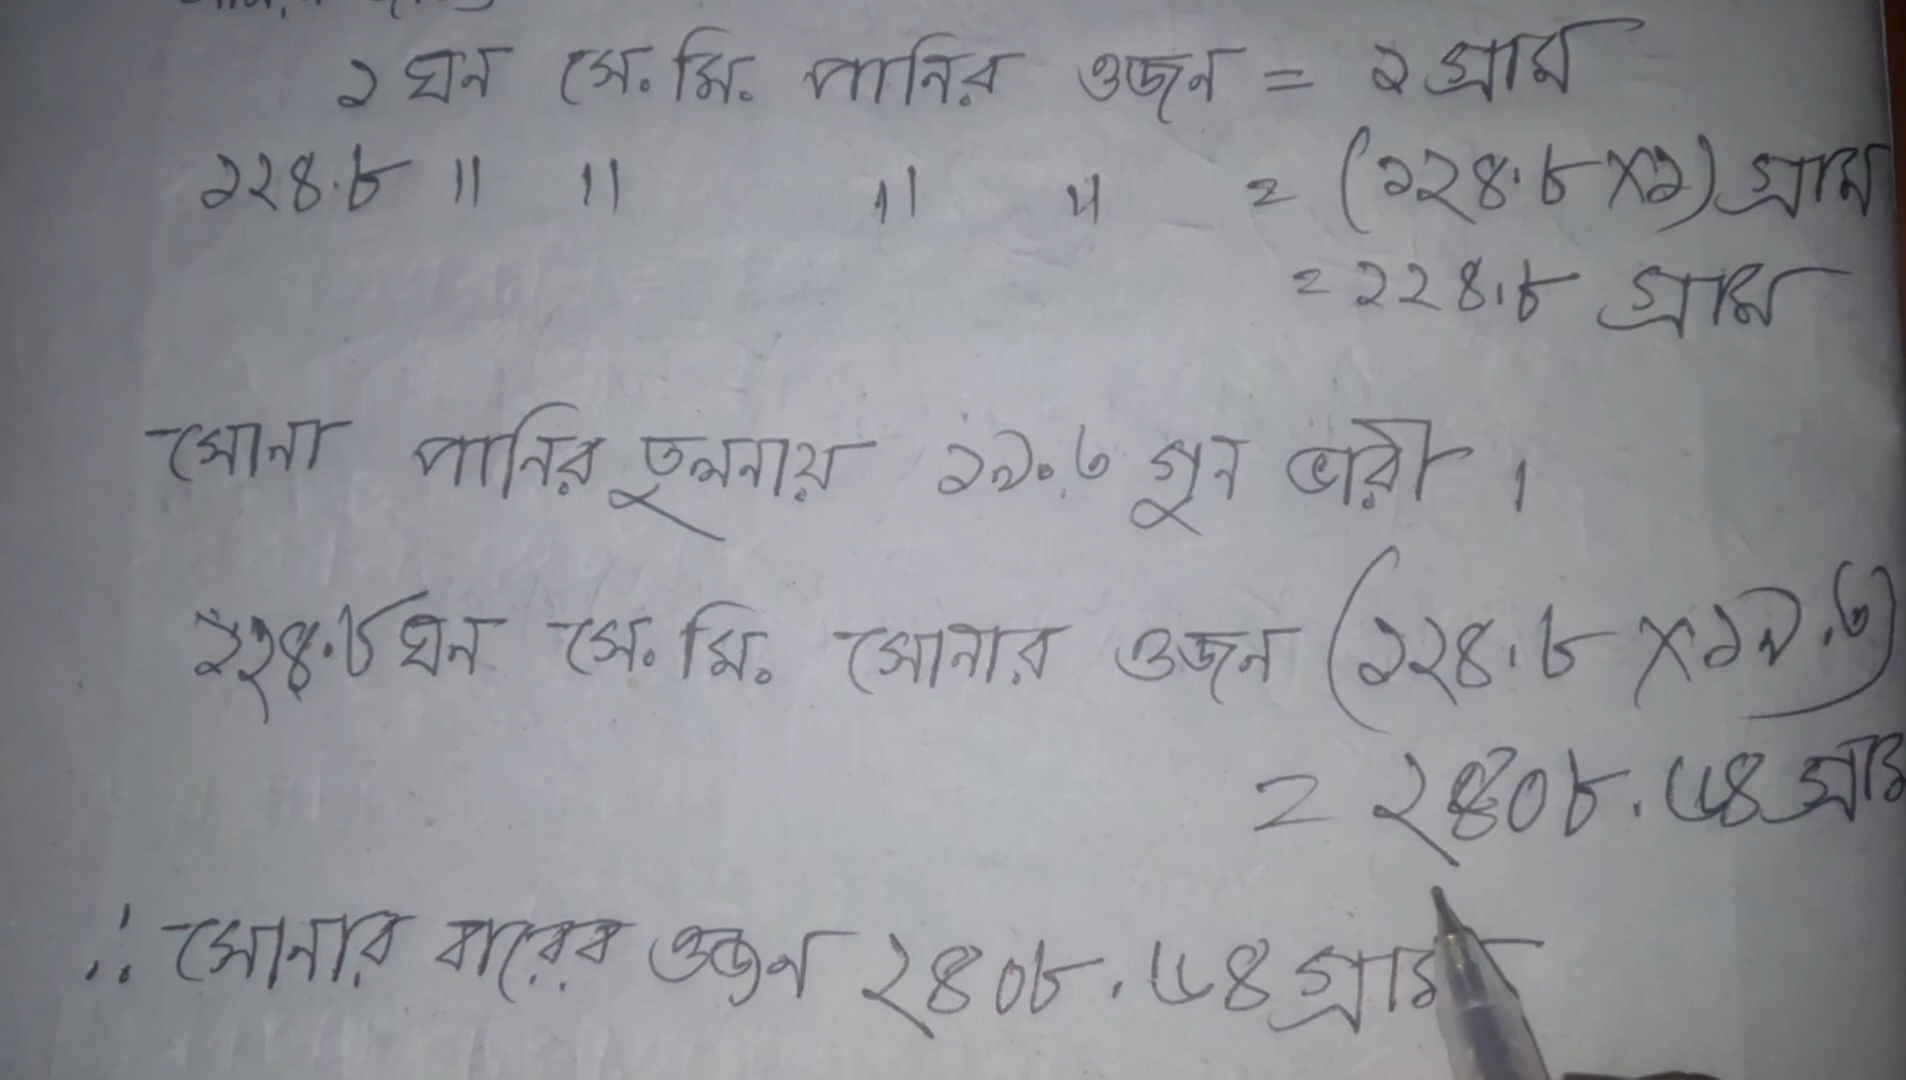 ১ ঘন সে. মি. পানির ওজন = ১ গ্রাম
১২৪.৮ " " " " = (১২৪.৮ × ১) গ্রাম
= ১২৪.৮ গ্রাম
সোনা পানির তুলনায় ১৯.৩ গুন ভারী ।
১২৪.৮ ঘন সে. মি. সোনার ওজন (১২৪.৮ × ১৯.৩)
= ২৪০৮.৬৪ গ্রাম
∴ সোনার বারের ওজন ২৪০৮.৬৪ গ্রাম